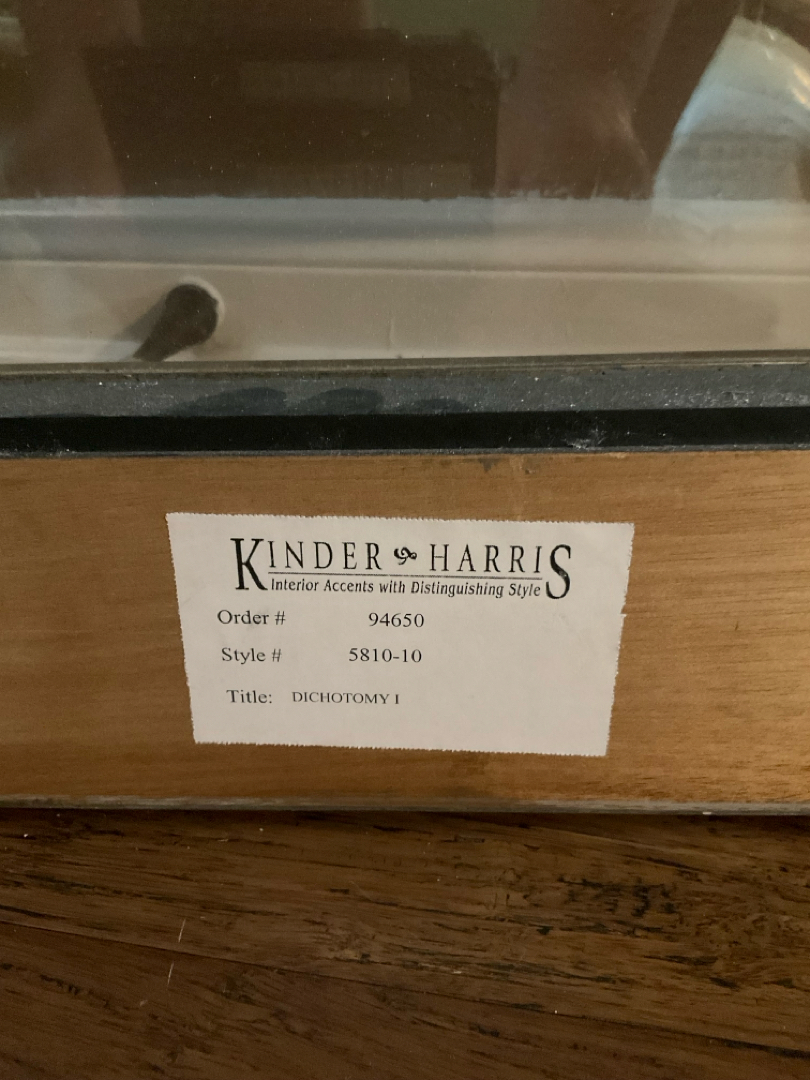 KINDER HARRIS
Interior Accents with Distinguishing Style
Order # 94650
Style # 5810-10
Title: DICHOTOMY I